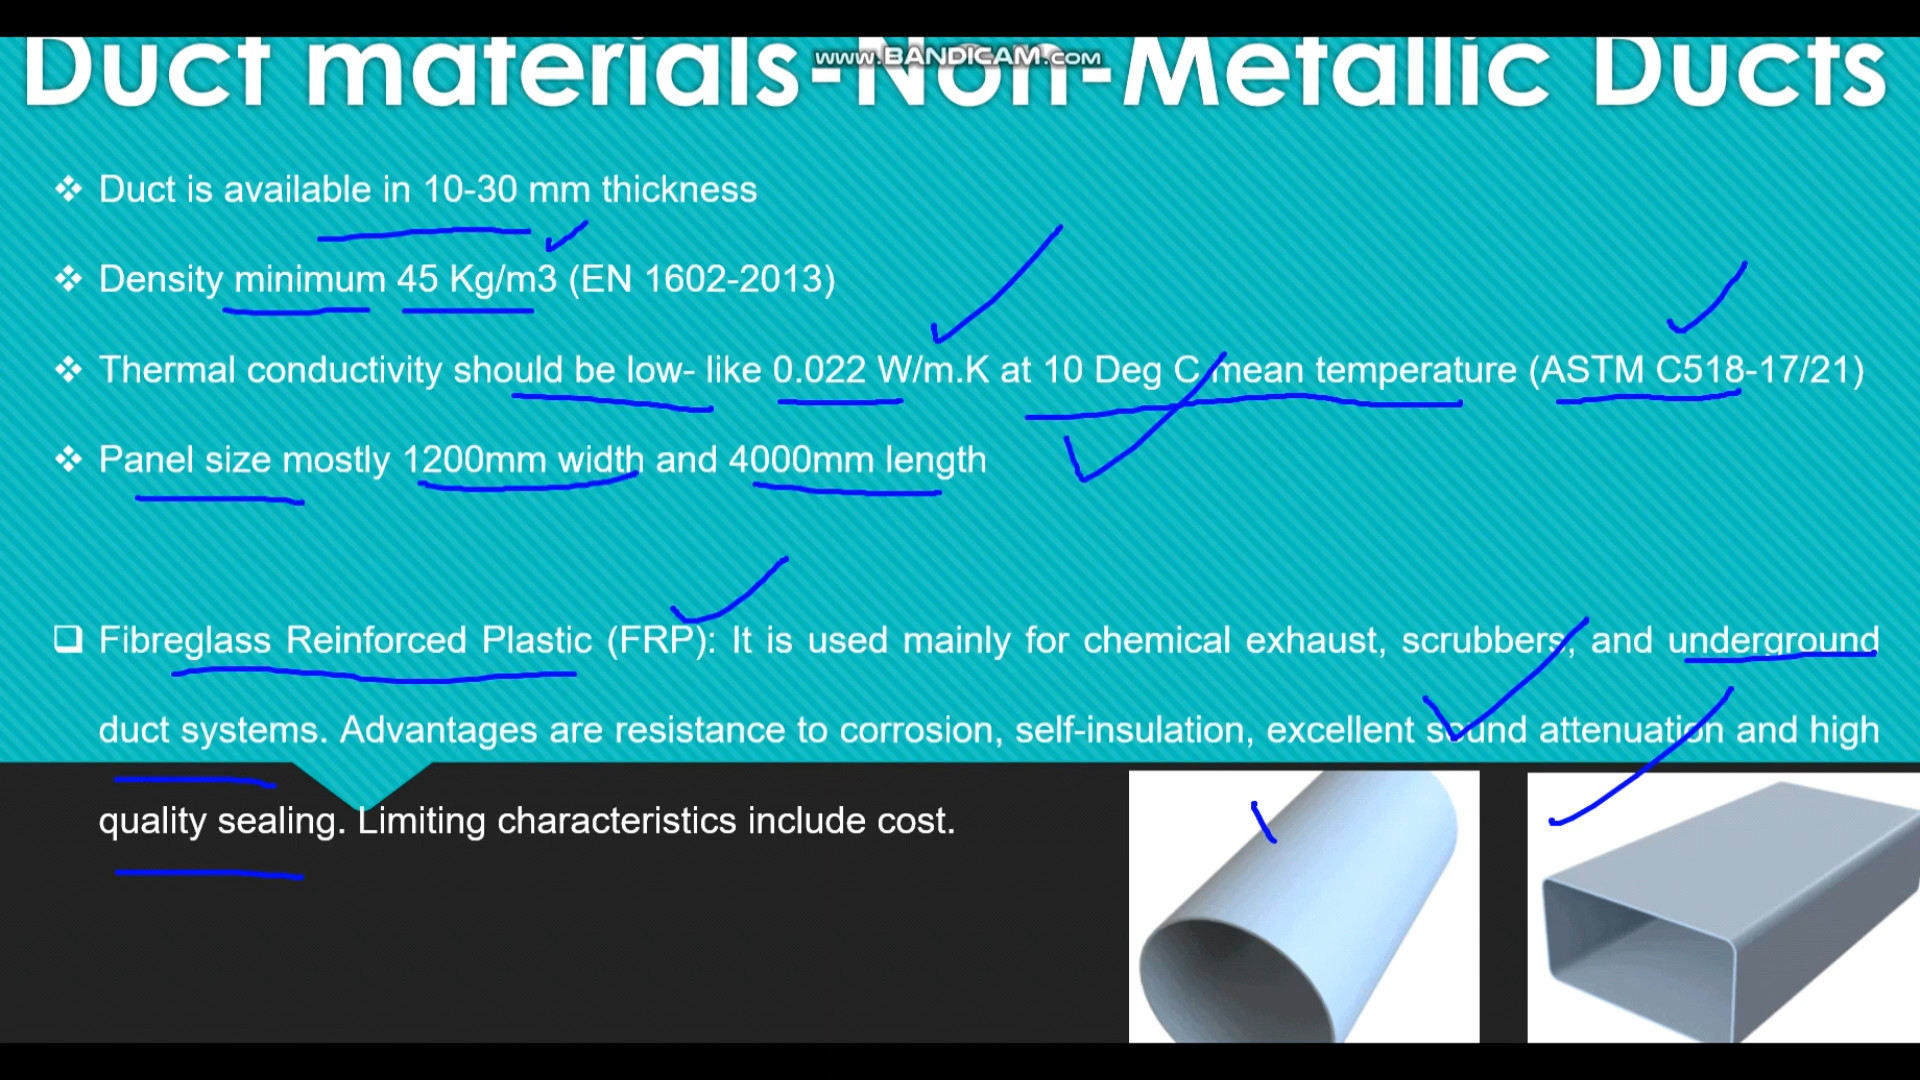 Duct materials-Non-Metallic Ducts
www.BANDICAM.com
❖ Duct is available in 10-30 mm thickness
❖ Density minimum 45 Kg/m3 (EN 1602-2013)
❖ Thermal conductivity should be low- like 0.022 W/m.K at 10 Deg C mean temperature (ASTM C518-17/21)
❖ Panel size mostly 1200mm width and 4000mm length
❑ Fibreglass Reinforced Plastic (FRP): It is used mainly for chemical exhaust, scrubbers, and underground
duct systems. Advantages are resistance to corrosion, self-insulation, excellent sound attenuation and high
quality sealing. Limiting characteristics include cost.